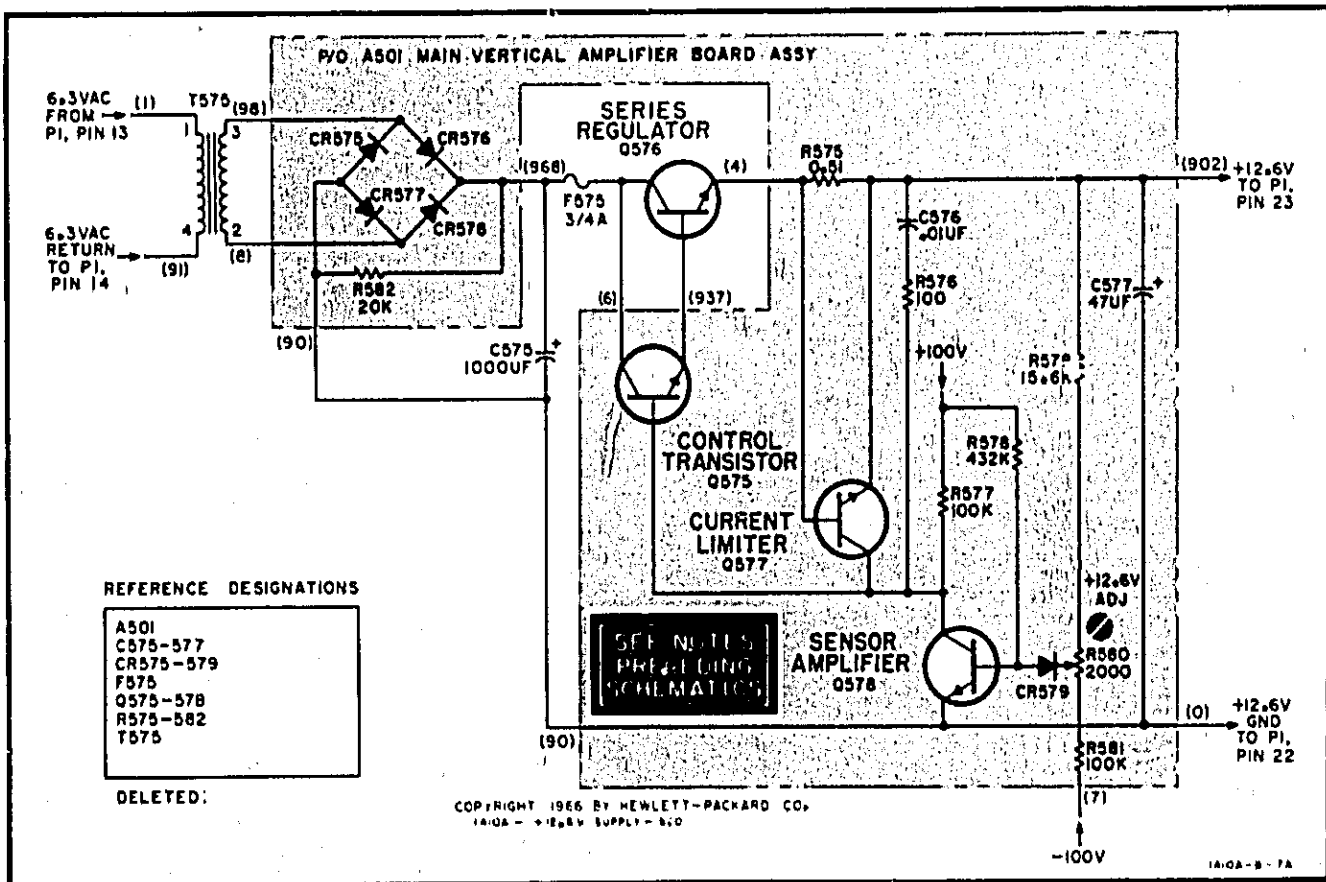 P/O A501 MAIN VERTICAL AMPLIFIER BOARD ASSY
6.3VAC
FROM
P1, PIN 13
(1)
T575
(98)
1
3
4
2
6.3VAC
RETURN
TO P1,
PIN 14
(91)
(8)
CR575
CR576
CR577
CR578
R582
20K
(90)
(968)
F575
3/4A
C575
1000UF
+
SERIES
REGULATOR
Q576
(4)
(6)
(937)
R575
0.51
C576
.01UF
R576
100
(902)
+12.6V
TO P1,
PIN 23
C577
47UF
+
+100V
15.6K
R578
432K
R577
100K
CONTROL
TRANSISTOR
Q575
CURRENT
LIMITER
Q577
+12.6V
ADJ
R580
2000
SENSOR
AMPLIFIER
Q578
CR579
SEE NOTES
PRECEDING
SCHEMATICS
(90)
(0)
+12.6V
GND
TO P1,
PIN 22
R581
100K
(7)
-100V
REFERENCE DESIGNATIONS
A501
C575-577
CR575-579
F575
Q575-578
R575-582
T575
DELETED:
COPYRIGHT 1966 BY HEWLETT-PACKARD CO.
1A10A - +12.6V SUPPLY -